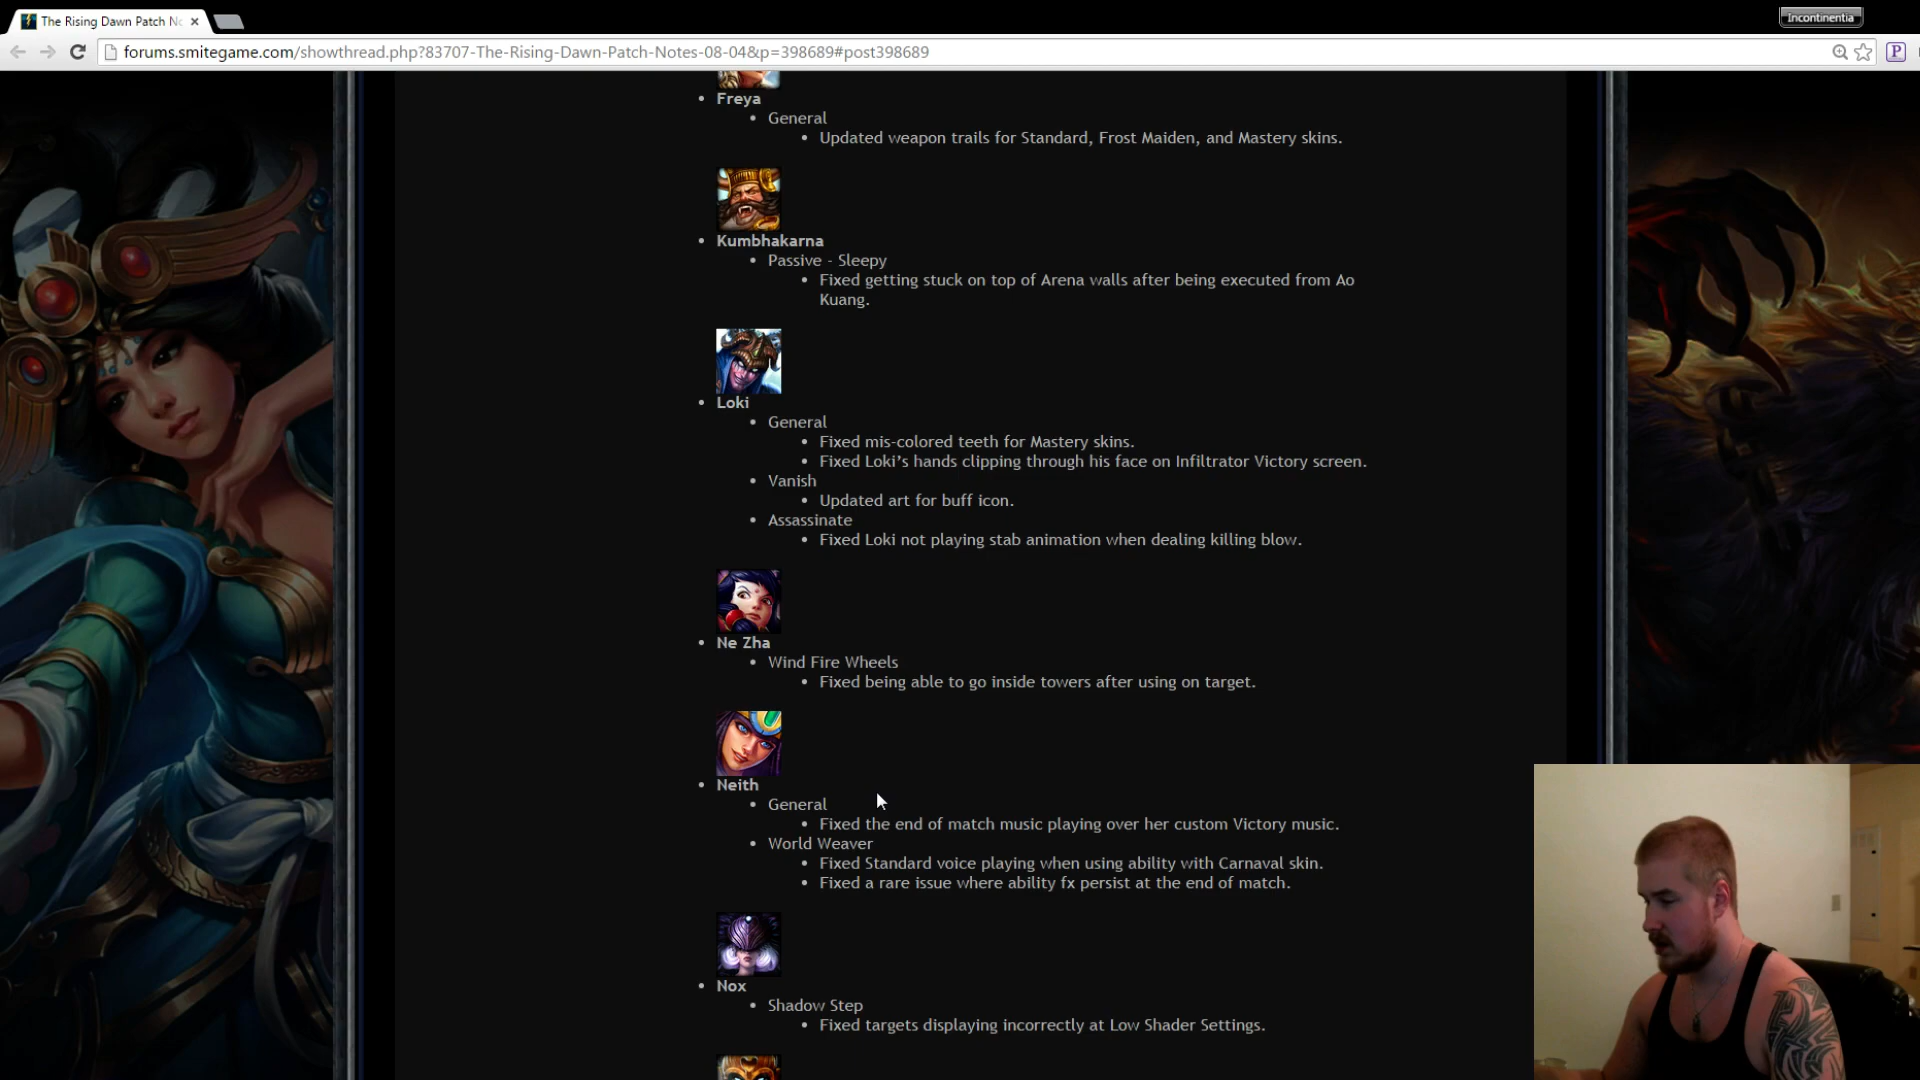 The Rising Dawn Patch No
Incontinentia
forums.smitegame.com/showthread.php?83707-The-Rising-Dawn-Patch-Notes-08-04&p=398689#post398689
Freya
General
Updated weapon trails for Standard, Frost Maiden, and Mastery skins.
Kumbhakarna
Passive - Sleepy
Fixed getting stuck on top of Arena walls after being executed from Ao
Kuang.
Loki
General
Fixed mis-colored teeth for Mastery skins.
Fixed Loki’s hands clipping through his face on Infiltrator Victory screen.
Vanish
Updated art for buff icon.
Assassinate
Fixed Loki not playing stab animation when dealing killing blow.
Ne Zha
Wind Fire Wheels
Fixed being able to go inside towers after using on target.
Neith
General
Fixed the end of match music playing over her custom Victory music.
World Weaver
Fixed Standard voice playing when using ability with Carnaval skin.
Fixed a rare issue where ability fx persist at the end of match.
Nox
Shadow Step
Fixed targets displaying incorrectly at Low Shader Settings.